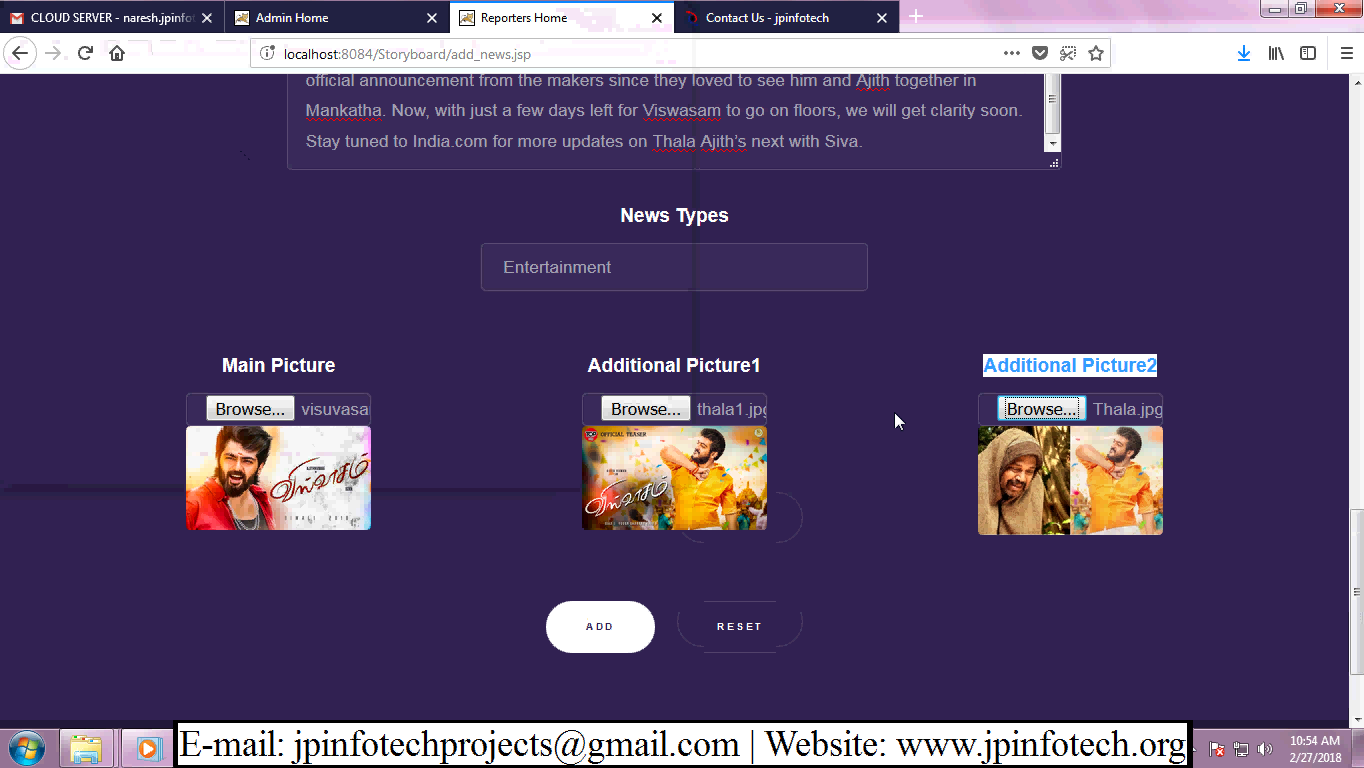 CLOUD SERVER - naresh.jpinfot
Admin Home
Reporters Home
Contact Us - jpinfotech
localhost:8084/Storyboard/add_news.jsp
official announcement from the makers since they loved to see him and Ajith together in
Mankatha. Now, with just a few days left for Viswasam to go on floors, we will get clarity soon.
Stay tuned to India.com for more updates on Thala Ajith’s next with Siva.
News Types
Entertainment
Main Picture
Additional Picture1
Additional Picture2
Browse... visuvasa
Browse... thala1.jpg
Browse... Thala.jpg
விஸ்வாசம்
OFFICIAL TEASER
விஸ்வாசம்
ADD
RESET
E-mail: jpinfotechprojects@gmail.com | Website: www.jpinfotech.org
10:54 AM
2/27/2018